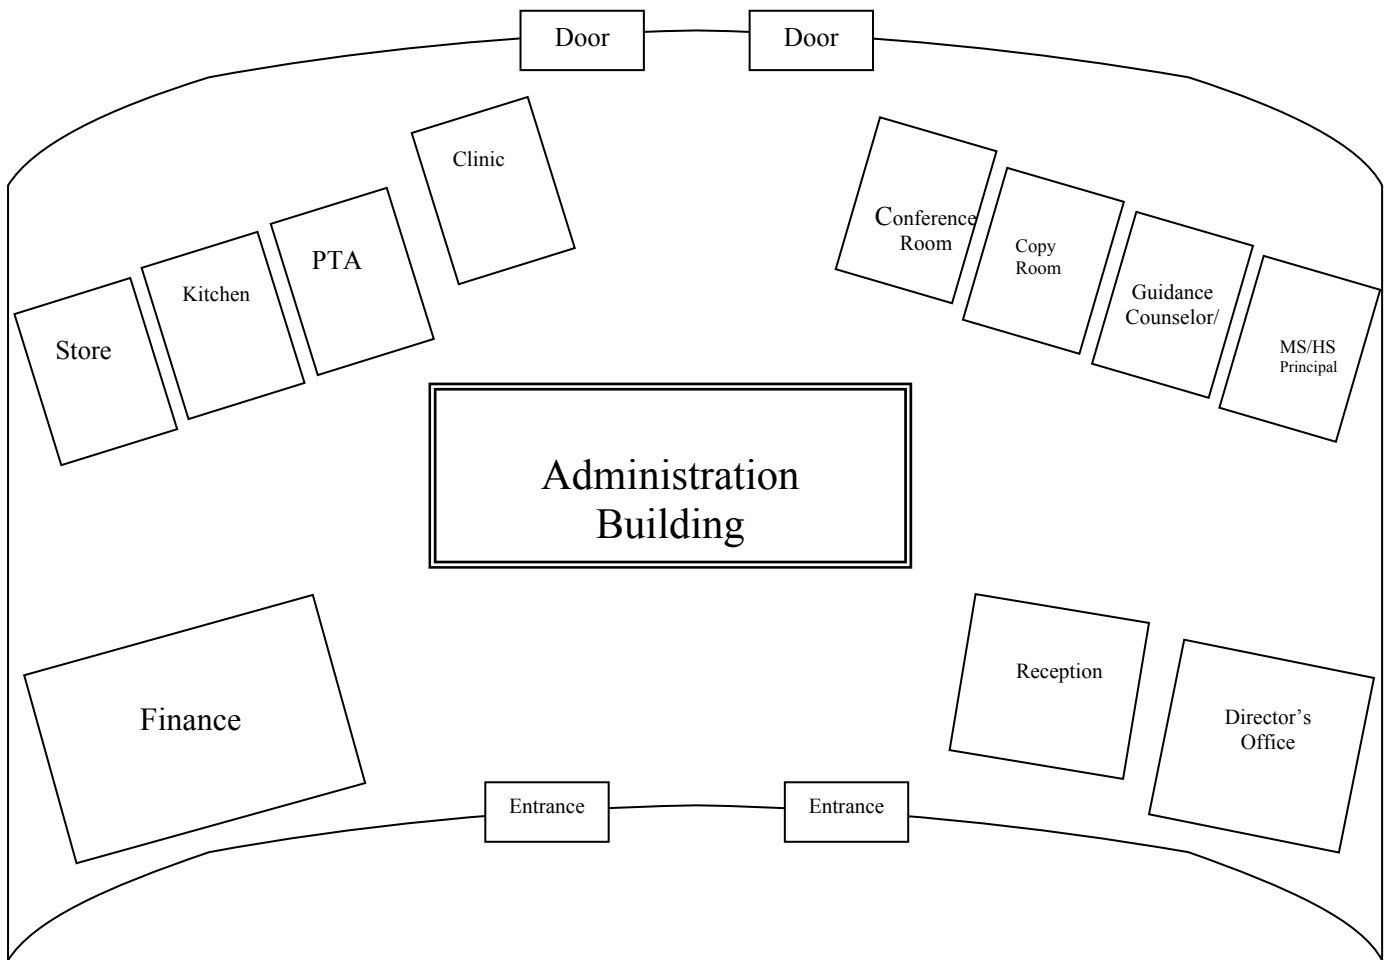 Door
Door
Clinic
Conference
Room
Copy
Room
PTA
Kitchen
Guidance
Counselor/
Store
MS/HS
Principal
Administration
Building
Reception
Finance
Director’s
Office
Entrance
Entrance